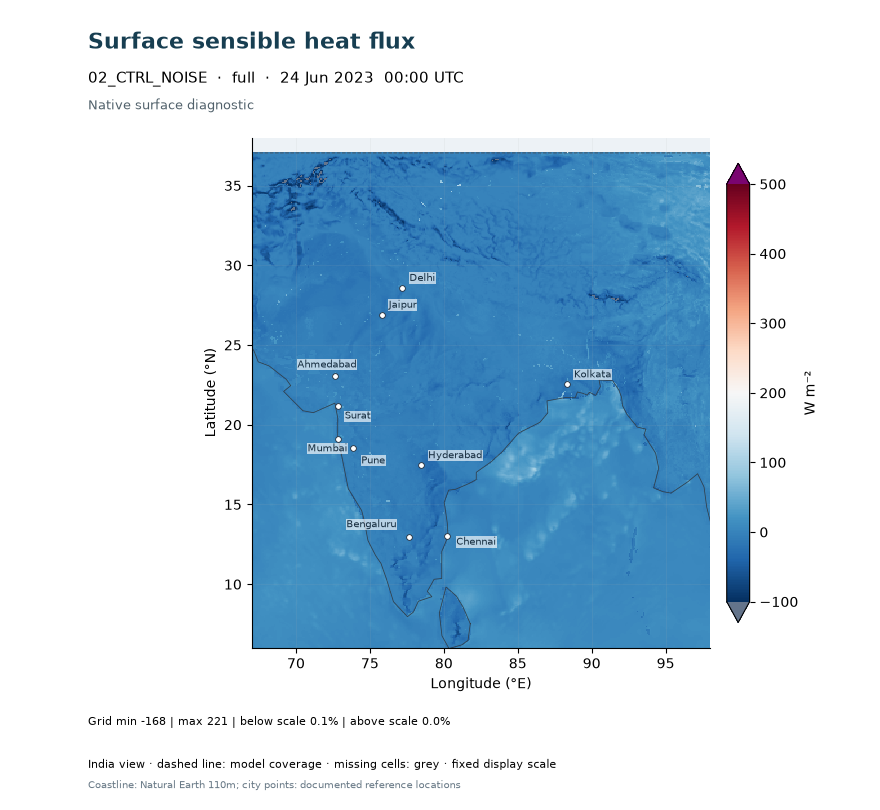 Surface sensible heat flux
02_CTRL_NOISE · full · 24 Jun 2023 00:00 UTC
Native surface diagnostic
35
30
25
20
15
10
Latitude (°N)
Delhi
Jaipur
Ahmedabad
Kolkata
Surat
Mumbai
Pune
Hyderabad
Bengaluru
Chennai
70
75
80
85
90
95
Longitude (°E)
500
400
300
200
100
0
−100
W m⁻²
Grid min -168 | max 221 | below scale 0.1% | above scale 0.0%
India view · dashed line: model coverage · missing cells: grey · fixed display scale
Coastline: Natural Earth 110m; city points: documented reference locations